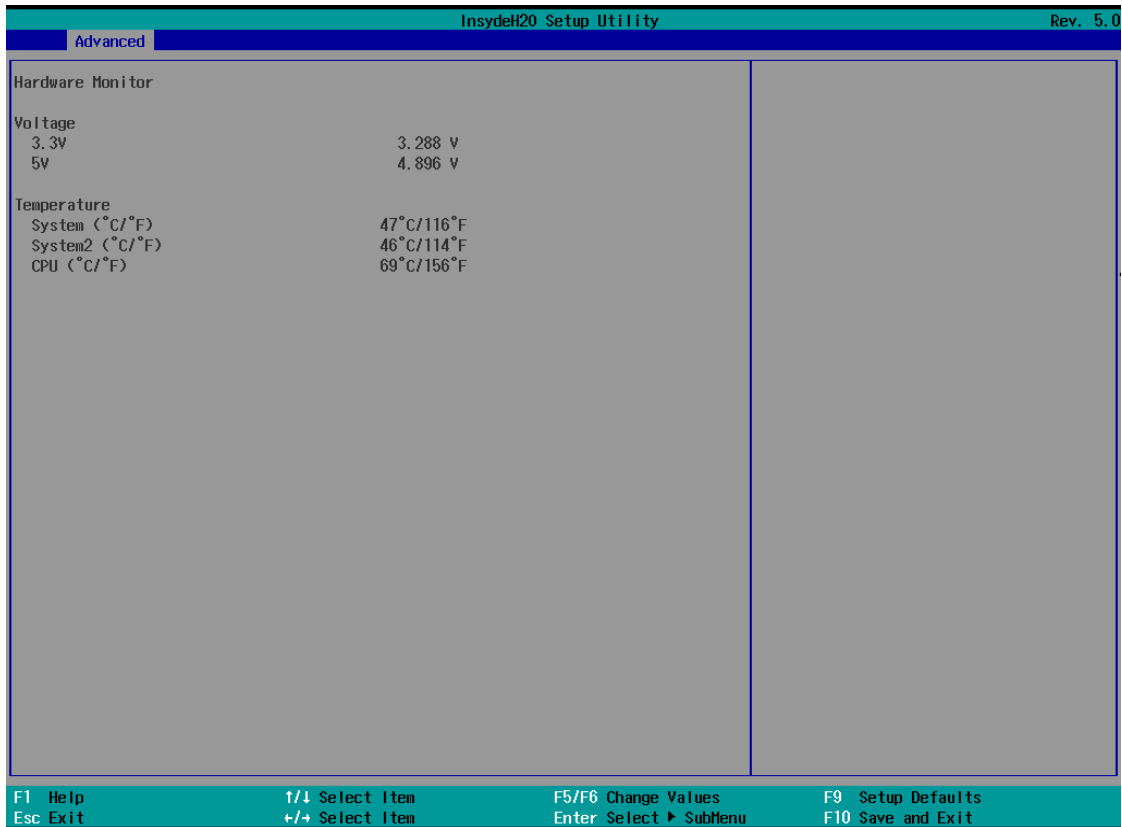 InsydeH20 Setup Utility Rev. 5.0
Advanced
Hardware Monitor
Voltage
3.3V 3.288 V
5V 4.896 V
Temperature
System (°C/°F) 47°C/116°F
System2 (°C/°F) 46°C/114°F
CPU (°C/°F) 69°C/156°F
F1 Help ↑/↓ Select Item F5/F6 Change Values F9 Setup Defaults
Esc Exit ←/→ Select Item Enter Select ▶ SubMenu F10 Save and Exit